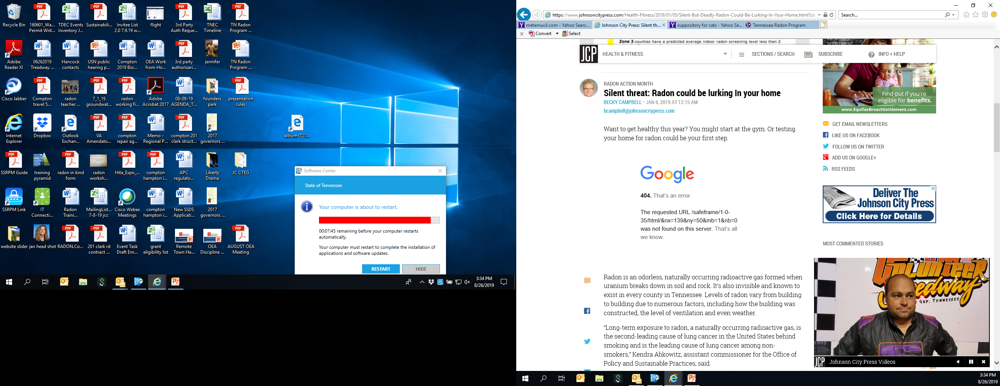 Recycle Bin
160601_Wa...
Permit Writ...
TDEC Events
Inventory J...
Sustainabili...
Invitee List
2.0 7.9.19 w...
flight
3rd Party
Auth Reque...
TNEC
Timeline
TN Radon
Program ...
Adobe
Reader XI
06262019
Treadway ...
Hancock
contacts
USN public
hearing p...
Compton
2019 Bio...
OEA Work
from Ho...
3rd party
authorizari...
jennifer
TN Radon
Program ...
Cisco Jabber
Compton
travel 5...
radon
teacher ...
7_1_19
groundwat...
radon
working fi...
Adobe
Acrobat 2017
08-09-19
AGENDA_T...
founders
park
presentation
rules
Internet
Explorer
Dropbox
Outlook
Exchan...
VA
Amendato...
compton
repair ag...
Memo -
Regional P...
compton 201
clark struct...
2017
governors ...
album-721...
SSRPM Guide
training
pyramid
radon in kind
form
radon
worksh...
Hita_Expo_...
compton
hampton i...
APC
regulato...
Liberty
Drama
JC CTEG
SSRPM Link
IT
Connecti...
Radon
Traini...
MailingList...
7-8-19 jcc
Cisco Webex
Meetings
compton
hampton i...
New SSDS
Applicati...
2017
governors ...
website slider
jan head shot
RADON.Co...
201 clark rd
contract ...
Event Task
Draft Em...
grant
eligibility list
Remote
Town Ha...
OEA
Discipline ...
AUGUST OEA
Meeting
Software Center
State of Tennessee
Your computer is about to restart.
00:07:45 remaining before your computer restarts
automatically.
Your computer must restart to complete the installation of
applications and software updates.
RESTART
HIDE
3:34 PM
8/26/2019
https://www.johnsoncitypress.com/Health-Fitness/2019/01/05/Silent-But-Deadly-Radon-Could-Be-Lurking-In-Your-Home.html?ci=
Search...
metamucil.com - Yahoo Searc...
Johnson City Press: Silent th...
suppository for cats - Yahoo Se...
Tennessee Radon Program
Convert
Select
Zone 3 counties have a predicted average indoor radon screening level less than 2
PROPOSED
SETTLEMENT
JCP
HEALTH & FITNESS
SECTIONS / SEARCH
SUBSCRIBE
INFO + HELP
RADON ACTION MONTH
Silent threat: Radon could be lurking In your home
BECKY CAMPBELL • JAN 6, 2019 AT 12:15 AM
bcampbell@johnsoncitypress.com
Want to get healthy this year? You might start at the gym. Or testing
your home for radon could be your first step.
Google
404. That's an error.
The requested URL /safeframe/1-0-
35/html/&nx=139&ny=50&mb=1&nb=0
was not found on this server. That's all
we know.
Radon is an odorless, naturally occurring radioactive gas formed when
uranium breaks down in soil and rock. It's also invisible and known to
exist in every county in Tennessee. Levels of radon vary from building
to building due to numerous factors, including how the building was
constructed, the level of ventilation and even weather.
"Long-term exposure to radon, a naturally occurring radioactive gas, is
the second-leading cause of lung cancer in the United States behind
smoking and is the leading cause of lung cancer among non-
smokers," Kendra Abkowitz, assistant commissioner for the Office of
Policy and Sustainable Practices, said.
Find out if you're
eligible for benefits.
www.EquifaxBreachSettlement.com
GET EMAIL NEWSLETTERS
LIKE US ON FACEBOOK
FOLLOW US ON TWITTER
ADD US ON GOOGLE+
RSS FEEDS
Deliver The
Johnson City Press
Click Here for Details
MOST COMMENTED STORIES
Volunteer
Speedway
GAP, TENNESSEE
1995
JCP
Johnson City Press Videos
3:34 PM
8/26/2019